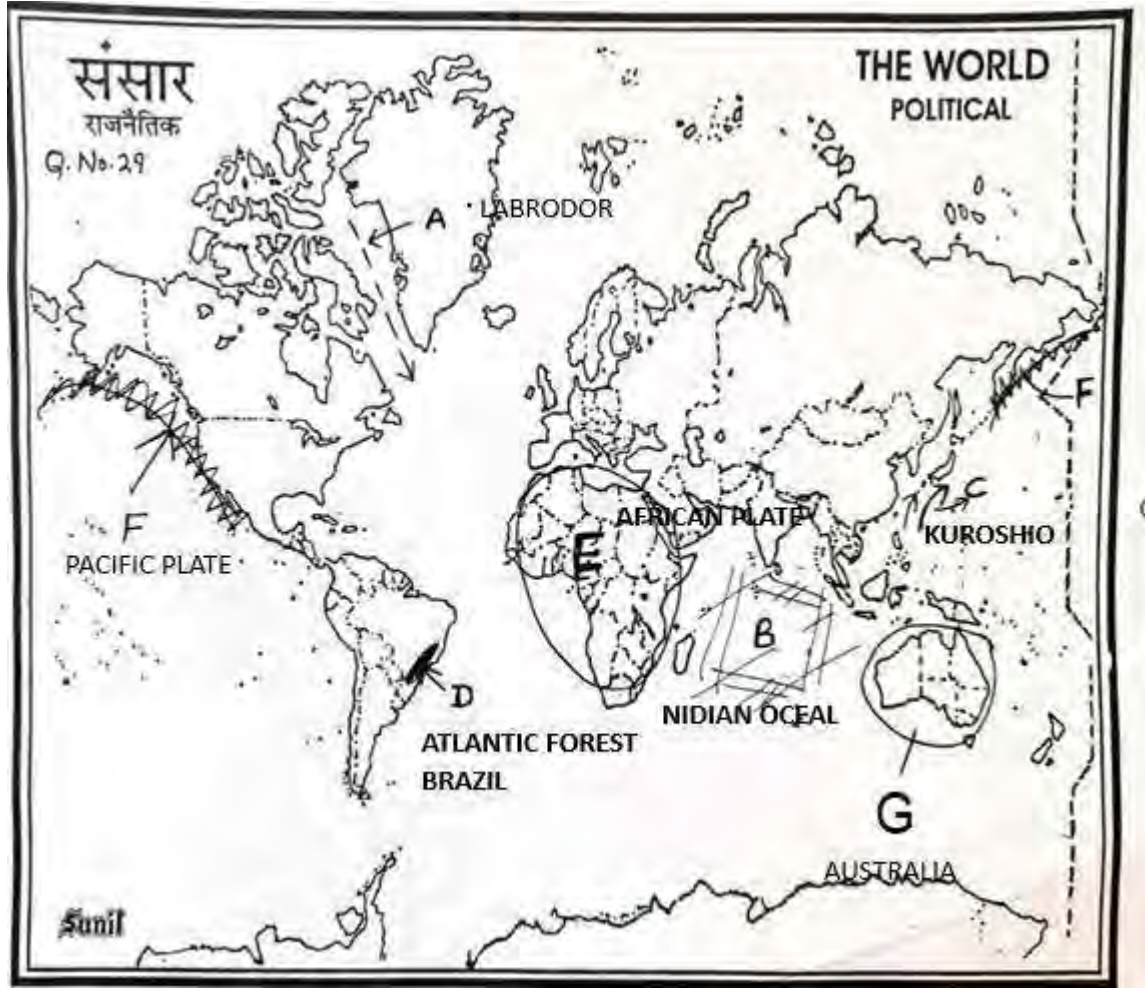 संसार
राजनैतिक
Q. No. 29
THE WORLD
POLITICAL
A
LABRODOR
F
F
PACIFIC PLATE
AFRICAN PLATE
E
C
KUROSHIO
B
NIDIAN OCEAL
D
ATLANTIC FOREST
BRAZIL
G
AUSTRALIA
Sunil